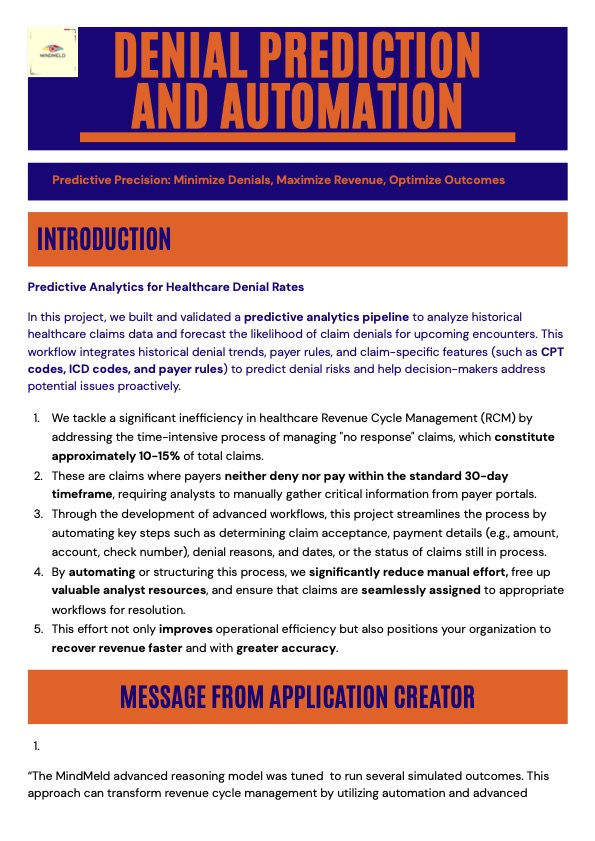 MINDMELD
DENIAL PREDICTION
AND AUTOMATION
Predictive Precision: Minimize Denials, Maximize Revenue, Optimize Outcomes
INTRODUCTION
Predictive Analytics for Healthcare Denial Rates
In this project, we built and validated a predictive analytics pipeline to analyze historical
healthcare claims data and forecast the likelihood of claim denials for upcoming encounters. This
workflow integrates historical denial trends, payer rules, and claim-specific features (such as CPT
codes, ICD codes, and payer rules) to predict denial risks and help decision-makers address
potential issues proactively.
1. We tackle a significant inefficiency in healthcare Revenue Cycle Management (RCM) by
addressing the time-intensive process of managing "no response" claims, which constitute
approximately 10-15% of total claims.
2. These are claims where payers neither deny nor pay within the standard 30-day
timeframe, requiring analysts to manually gather critical information from payer portals.
3. Through the development of advanced workflows, this project streamlines the process by
automating key steps such as determining claim acceptance, payment details (e.g., amount,
account, check number), denial reasons, and dates, or the status of claims still in process.
4. By automating or structuring this process, we significantly reduce manual effort, free up
valuable analyst resources, and ensure that claims are seamlessly assigned to appropriate
workflows for resolution.
5. This effort not only improves operational efficiency but also positions your organization to
recover revenue faster and with greater accuracy.
MESSAGE FROM APPLICATION CREATOR
1.
“The MindMeld advanced reasoning model was tuned  to run several simulated outcomes. This
approach can transform revenue cycle management by utilizing automation and advanced